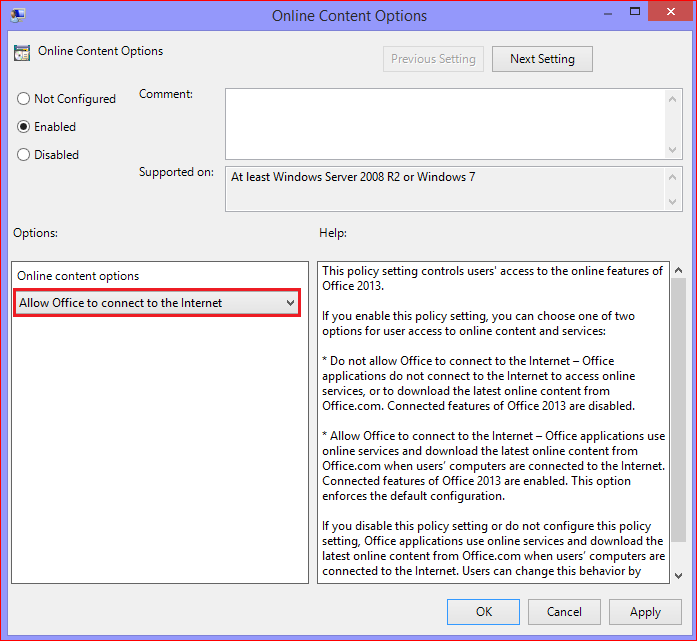 Online Content Options
Online Content Options
Previous Setting
Next Setting
Not Configured
Enabled
Disabled
Comment:
Supported on:
At least Windows Server 2008 R2 or Windows 7
Options:
Help:
Online content options
Allow Office to connect to the Internet
This policy setting controls users' access to the online features of
Office 2013.
If you enable this policy setting, you can choose one of two
options for user access to online content and services:
* Do not allow Office to connect to the Internet – Office
applications do not connect to the Internet to access online
services, or to download the latest online content from
Office.com. Connected features of Office 2013 are disabled.
* Allow Office to connect to the Internet – Office applications use
online services and download the latest online content from
Office.com when users’ computers are connected to the Internet.
Connected features of Office 2013 are enabled. This option
enforces the default configuration.
If you disable this policy setting or do not configure this policy
setting, Office applications use online services and download the
latest online content from Office.com when users’ computers are
connected to the Internet. Users can change this behavior by
OK
Cancel
Apply